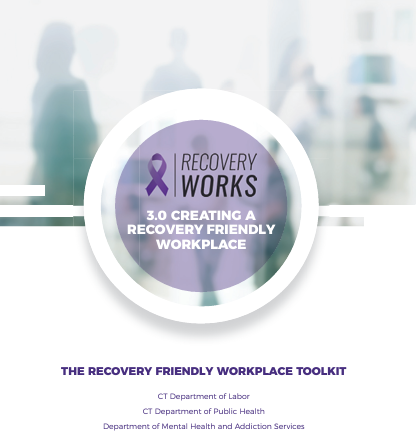 RECOVERY
WORKS
3.0 CREATING A
RECOVERY FRIENDLY
WORKPLACE
THE RECOVERY FRIENDLY WORKPLACE TOOLKIT
CT Department of Labor
CT Department of Public Health
Department of Mental Health and Addiction Services